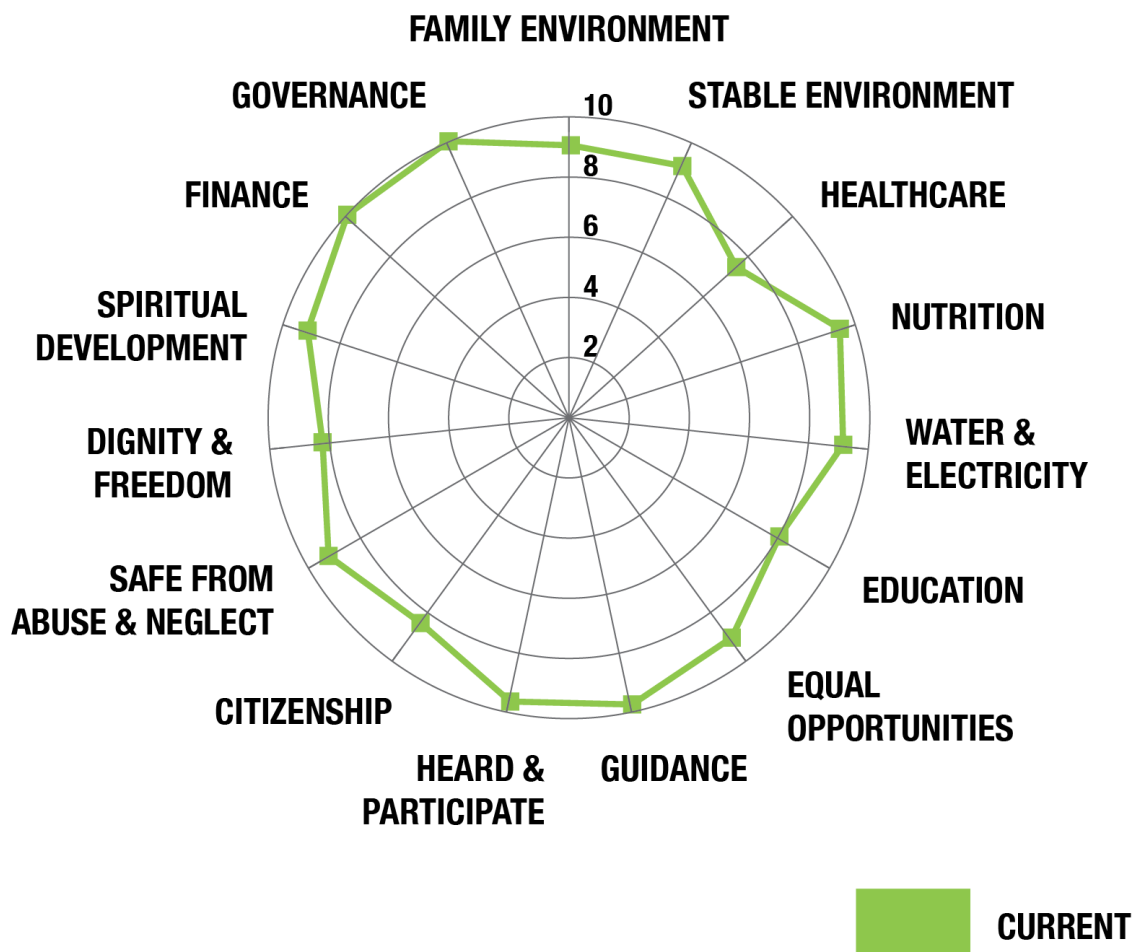 FAMILY ENVIRONMENT
GOVERNANCE
10
STABLE ENVIRONMENT
8
FINANCE
HEALTHCARE
6
4
SPIRITUAL
DEVELOPMENT
NUTRITION
2
DIGNITY &
FREEDOM
WATER &
ELECTRICITY
SAFE FROM
ABUSE & NEGLECT
EDUCATION
CITIZENSHIP
EQUAL
OPPORTUNITIES
HEARD &
PARTICIPATE
GUIDANCE
CURRENT